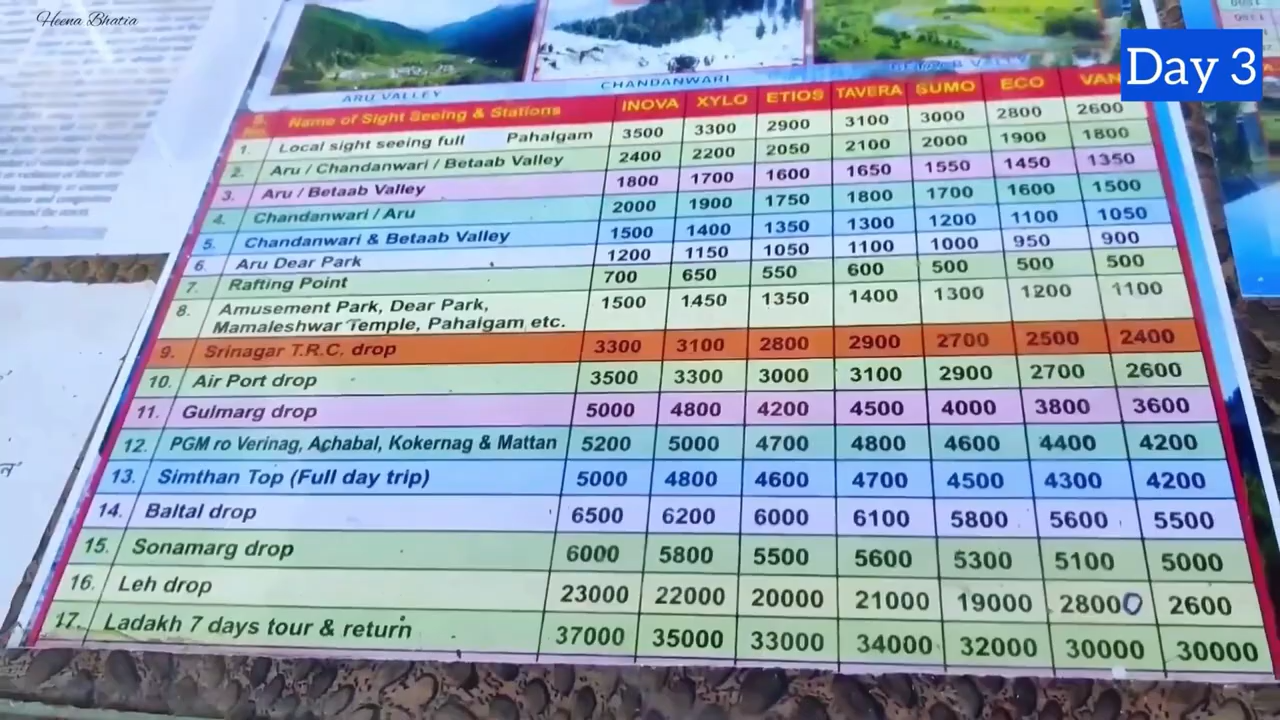 Heena Bhatia
Day 3
ARU VALLEY
CHANDANWARI
S. No. Name of Sight Seeing & Stations INOVA XYLO ETIOS TAVERA SUMO ECO VAN
1. Local sight seeing full Pahalgam 3500 3300 2900 3100 3000 2800 2600
2. Aru / Chandanwari / Betaab Valley 2400 2200 2050 2100 2000 1900 1800
3. Aru / Betaab Valley 1800 1700 1600 1650 1550 1450 1350
4. Chandanwari / Aru 2000 1900 1750 1800 1700 1600 1500
5. Chandanwari & Betaab Valley 1500 1400 1350 1300 1200 1100 1050
6. Aru Dear Park 1200 1150 1050 1100 1000 950 900
7. Rafting Point 700 650 550 600 500 500 500
8. Amusement Park, Dear Park,
Mamaleshwar Temple, Pahalgam etc. 1500 1450 1350 1400 1300 1200 1100
9. Srinagar T.R.C. drop 3300 3100 2800 2900 2700 2500 2400
10. Air Port drop 3500 3300 3000 3100 2900 2700 2600
11. Gulmarg drop 5000 4800 4200 4500 4000 3800 3600
12. PGM ro Verinag, Achabal, Kokernag & Mattan 5200 5000 4700 4800 4600 4400 4200
13. Simthan Top (Full day trip) 5000 4800 4600 4700 4500 4300 4200
14. Baltal drop 6500 6200 6000 6100 5800 5600 5500
15. Sonamarg drop 6000 5800 5500 5600 5300 5100 5000
16. Leh drop 23000 22000 20000 21000 19000 28000 2600
17. Ladakh 7 days tour & return 37000 35000 33000 34000 32000 30000 30000